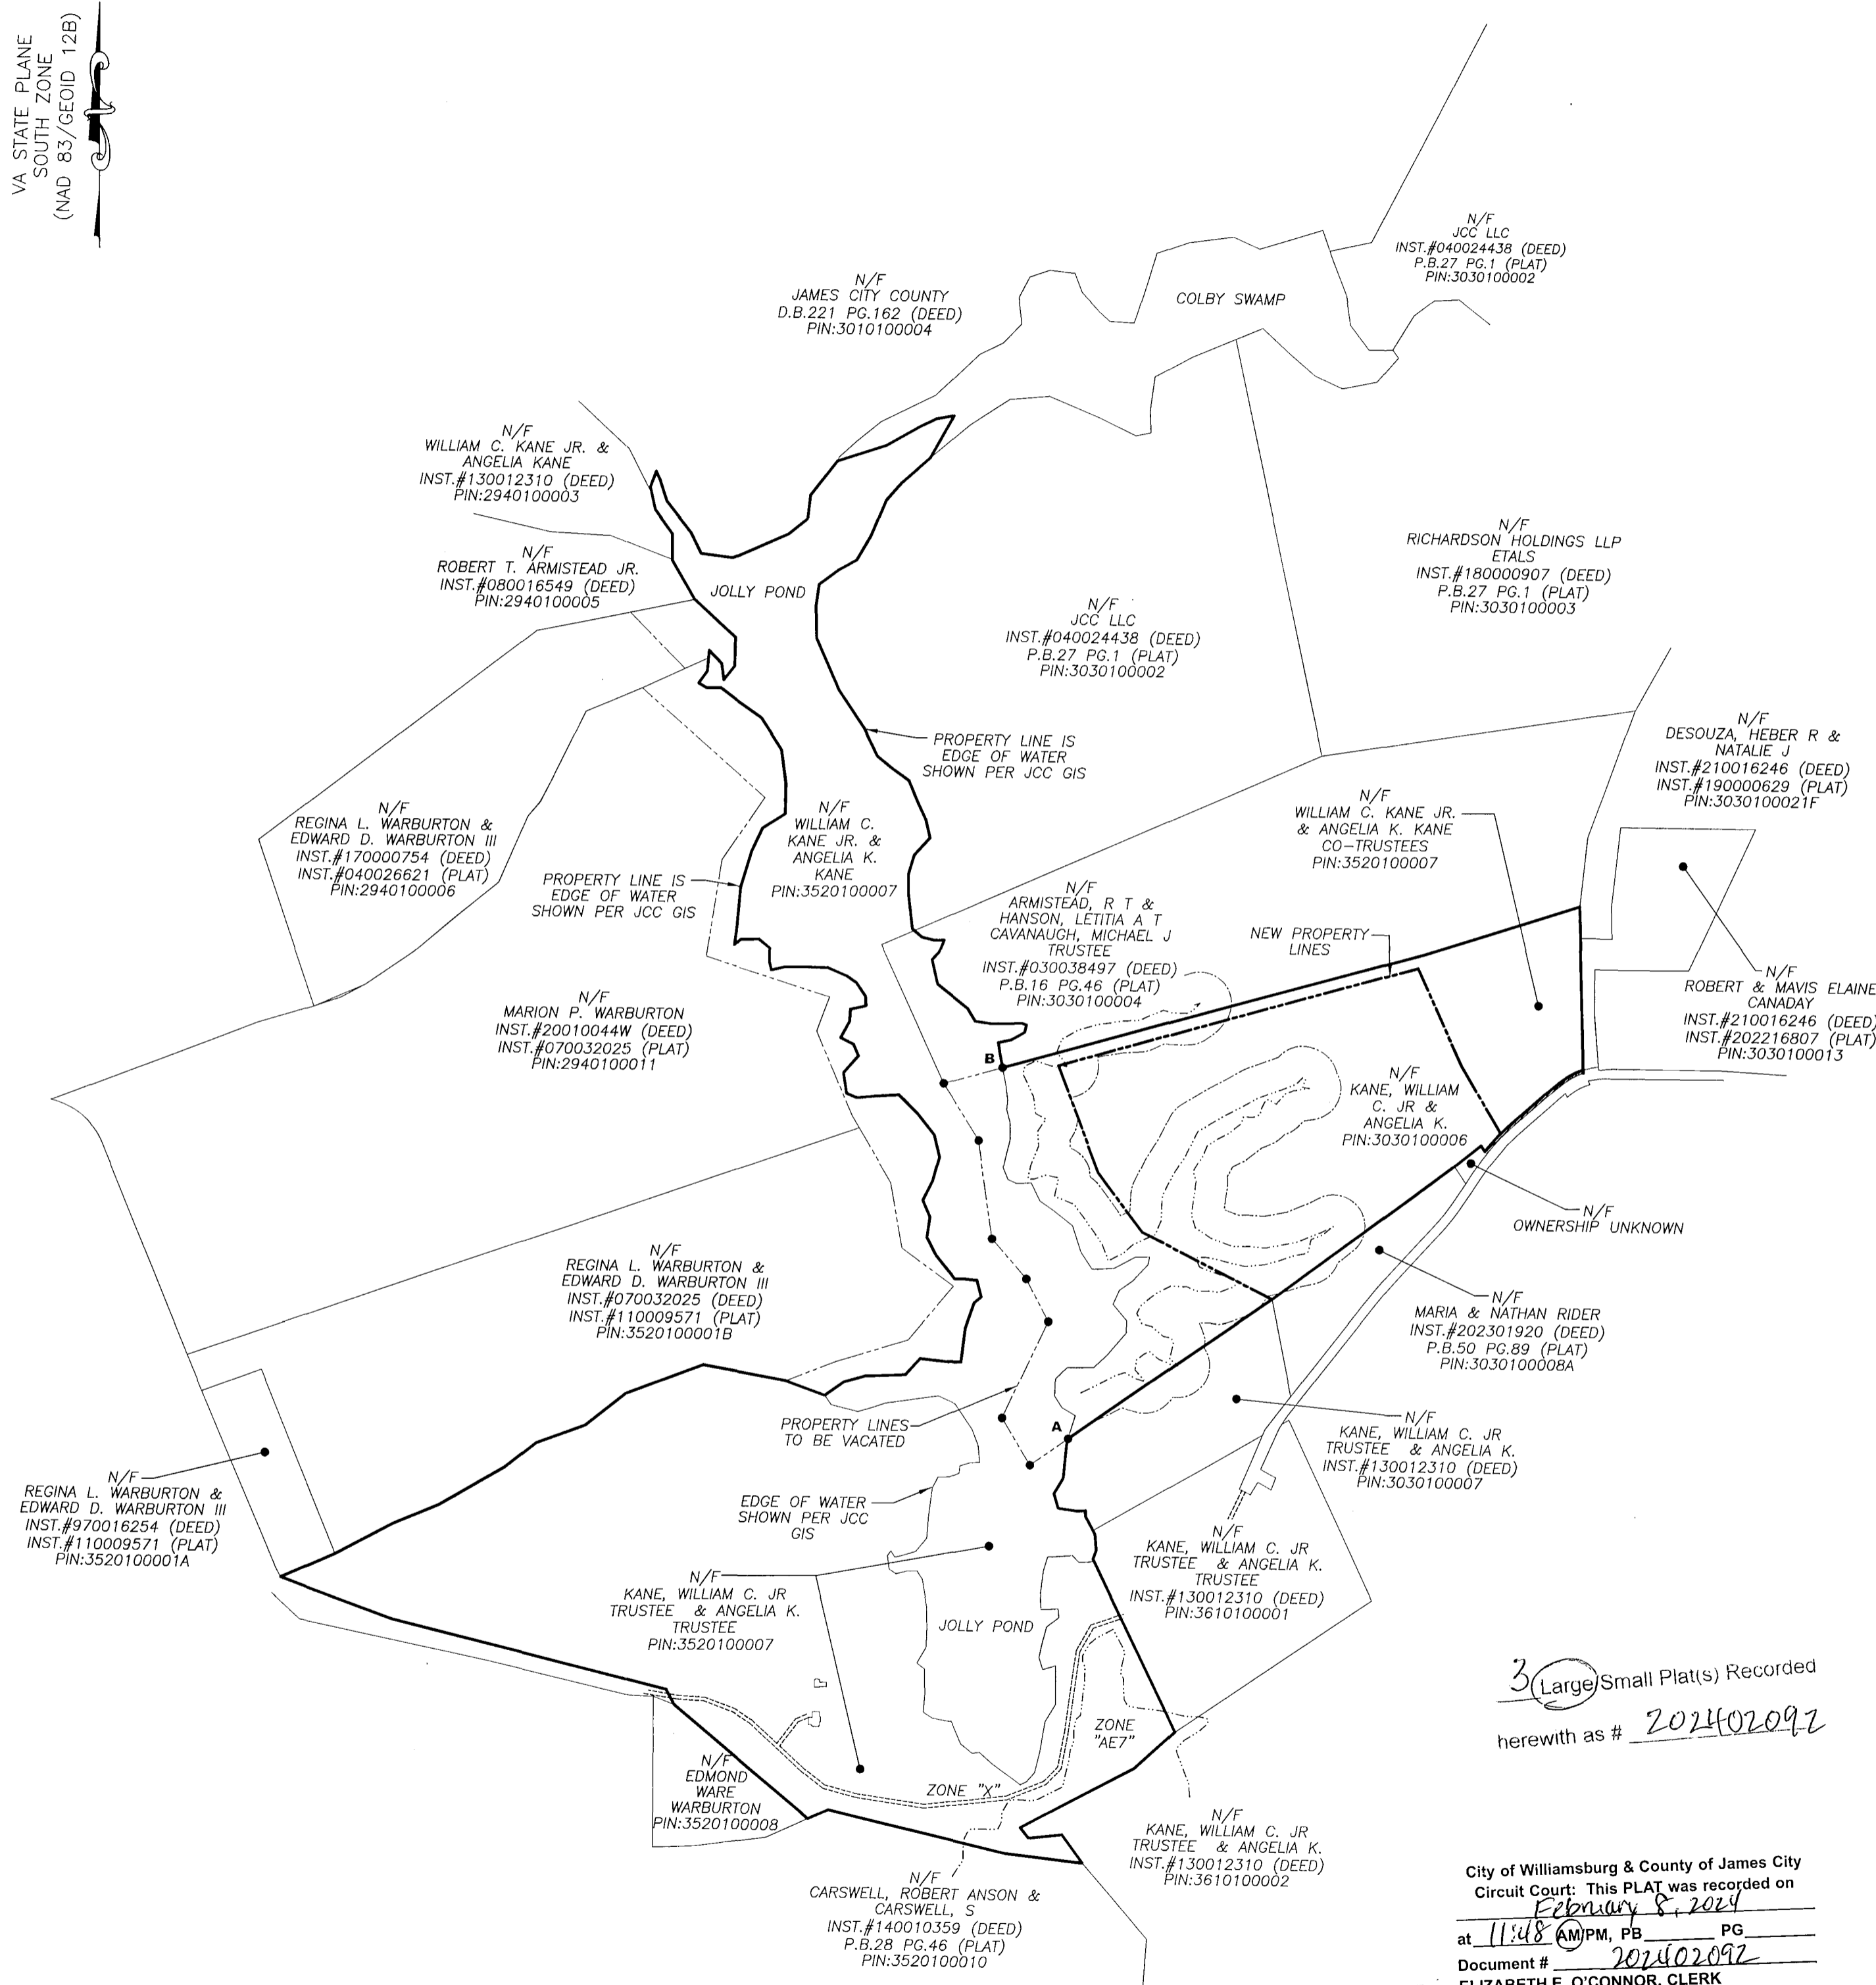 VA STATE PLANE
SOUTH ZONE
(NAD 83/GEOID 12B)
N/F
JCC LLC
INST.#040024438 (DEED)
P.B.27 PG.1 (PLAT)
PIN:3030100002
N/F
JAMES CITY COUNTY
D.B.221 PG.162 (DEED)
PIN:3010100004
COLBY SWAMP
N/F
WILLIAM C. KANE JR. &
ANGELIA KANE
INST.#130012310 (DEED)
PIN:2940100003
N/F
ROBERT T. ARMISTEAD JR.
INST.#080016549 (DEED)
PIN:2940100005
JOLLY POND
N/F
JCC LLC
INST.#040024438 (DEED)
P.B.27 PG.1 (PLAT)
PIN:3030100002
N/F
RICHARDSON HOLDINGS LLP
ETALS
INST.#180000907 (DEED)
P.B.27 PG.1 (PLAT)
PIN:3030100003
PROPERTY LINE IS
EDGE OF WATER
SHOWN PER JCC GIS
N/F
DESOUZA, HEBER R &
NATALIE J
INST.#210016246 (DEED)
INST.#190000629 (PLAT)
PIN:3030100021F
N/F
REGINA L. WARBURTON &
EDWARD D. WARBURTON III
INST.#170000754 (DEED)
INST.#040026621 (PLAT)
PIN:2940100006
N/F
WILLIAM C.
KANE JR. &
ANGELIA K.
KANE
PIN:3520100007
N/F
WILLIAM C. KANE JR.
& ANGELIA K. KANE
CO-TRUSTEES
PIN:3520100007
PROPERTY LINE IS
EDGE OF WATER
SHOWN PER JCC GIS
N/F
ARMISTEAD, R T &
HANSON, LETITIA A T
CAVANAUGH, MICHAEL J
TRUSTEE
INST.#030038497 (DEED)
P.B.16 PG.46 (PLAT)
PIN:3030100004
NEW PROPERTY
LINES
N/F
ROBERT & MAVIS ELAINE
CANADAY
INST.#210016246 (DEED)
INST.#202216807 (PLAT)
PIN:3030100013
N/F
MARION P. WARBURTON
INST.#20010044W (DEED)
INST.#070032025 (PLAT)
PIN:2940100011
B
N/F
KANE, WILLIAM
C. JR &
ANGELIA K.
PIN:3030100006
N/F
OWNERSHIP UNKNOWN
N/F
REGINA L. WARBURTON &
EDWARD D. WARBURTON III
INST.#070032025 (DEED)
INST.#110009571 (PLAT)
PIN:3520100001B
N/F
MARIA & NATHAN RIDER
INST.#202301920 (DEED)
P.B.50 PG.89 (PLAT)
PIN:3030100008A
PROPERTY LINES
TO BE VACATED
A
N/F
KANE, WILLIAM C. JR
TRUSTEE & ANGELIA K.
INST.#130012310 (DEED)
PIN:3030100007
N/F
REGINA L. WARBURTON &
EDWARD D. WARBURTON III
INST.#970016254 (DEED)
INST.#110009571 (PLAT)
PIN:3520100001A
EDGE OF WATER
SHOWN PER JCC
GIS
N/F
KANE, WILLIAM C. JR
TRUSTEE & ANGELIA K.
TRUSTEE
INST.#130012310 (DEED)
PIN:3610100001
N/F
KANE, WILLIAM C. JR
TRUSTEE & ANGELIA K.
TRUSTEE
PIN:3520100007
JOLLY POND
3 Large/Small Plat(s) Recorded
herewith as # 202402092
ZONE
"AE7"
ZONE "X"
N/F
EDMOND
WARE
WARBURTON
PIN:3520100008
N/F
KANE, WILLIAM C. JR
TRUSTEE & ANGELIA K.
INST.#130012310 (DEED)
PIN:3610100002
N/F
CARSWELL, ROBERT ANSON &
CARSWELL, S
INST.#140010359 (DEED)
P.B.28 PG.46 (PLAT)
PIN:3520100010
City of Williamsburg & County of James City
Circuit Court: This PLAT was recorded on
February 8, 2024
at 11:48 AM/PM, PB____ PG____
Document # 202402092
ELIZABETH E. O'CONNOR, CLERK